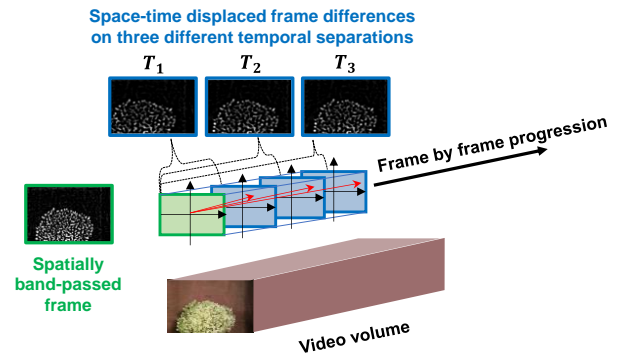 Space-time displaced frame differences
on three different temporal separations
T₁ T₂ T₃
Frame by frame progression
Spatially
band-passed
frame
Video volume